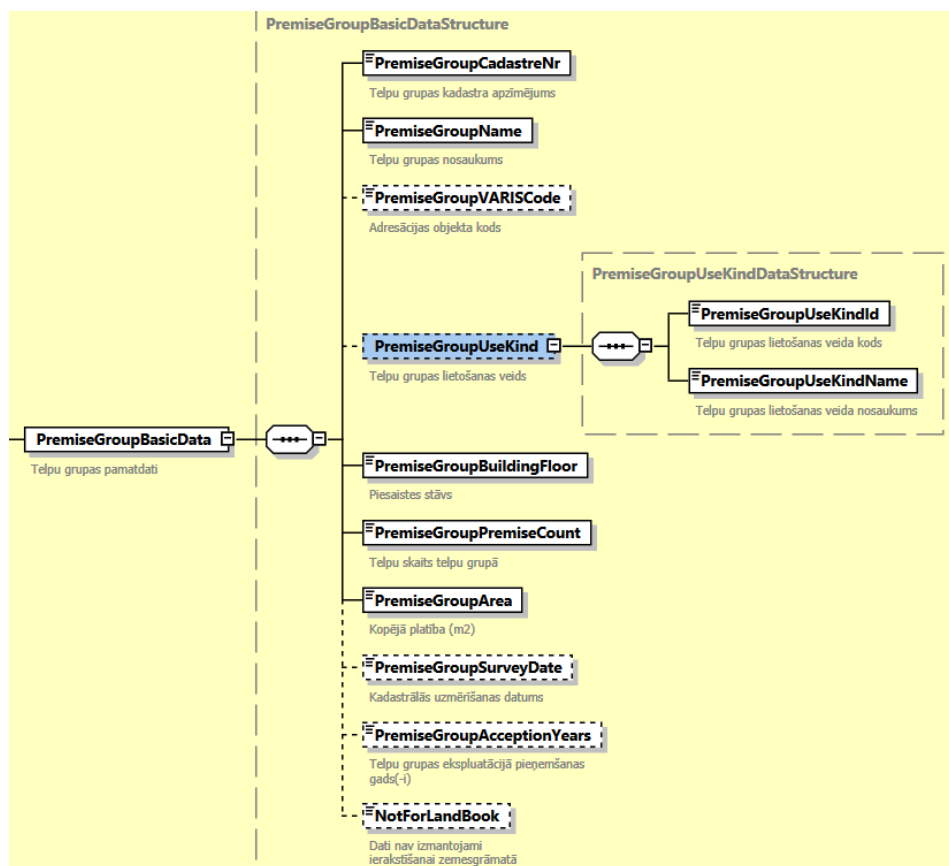 PremiseGroupBasicDataStructure
PremiseGroupCadastreNr
Telpu grupas kadastra apzīmējums
PremiseGroupName
Telpu grupas nosaukums
PremiseGroupVARISCode
Adresācijas objekta kods
PremiseGroupUseKindDataStructure
PremiseGroupUseKindId
Telpu grupas lietošanas veida kods
PremiseGroupUseKind
Telpu grupas lietošanas veids
PremiseGroupUseKindName
Telpu grupas lietošanas veida nosaukums
PremiseGroupBasicData
Telpu grupas pamatdati
PremiseGroupBuildingFloor
Piesaistes stāvs
PremiseGroupPremiseCount
Telpu skaits telpu grupā
PremiseGroupArea
Kopējā platība (m2)
PremiseGroupSurveyDate
Kadastrālās uzmērīšanas datums
PremiseGroupAcceptionYears
Telpu grupas ekspluatācijā pieņemšanas
gads(-i)
NotForLandBook
Dati nav izmantojami
ierakstīšanai zemesgrāmatā